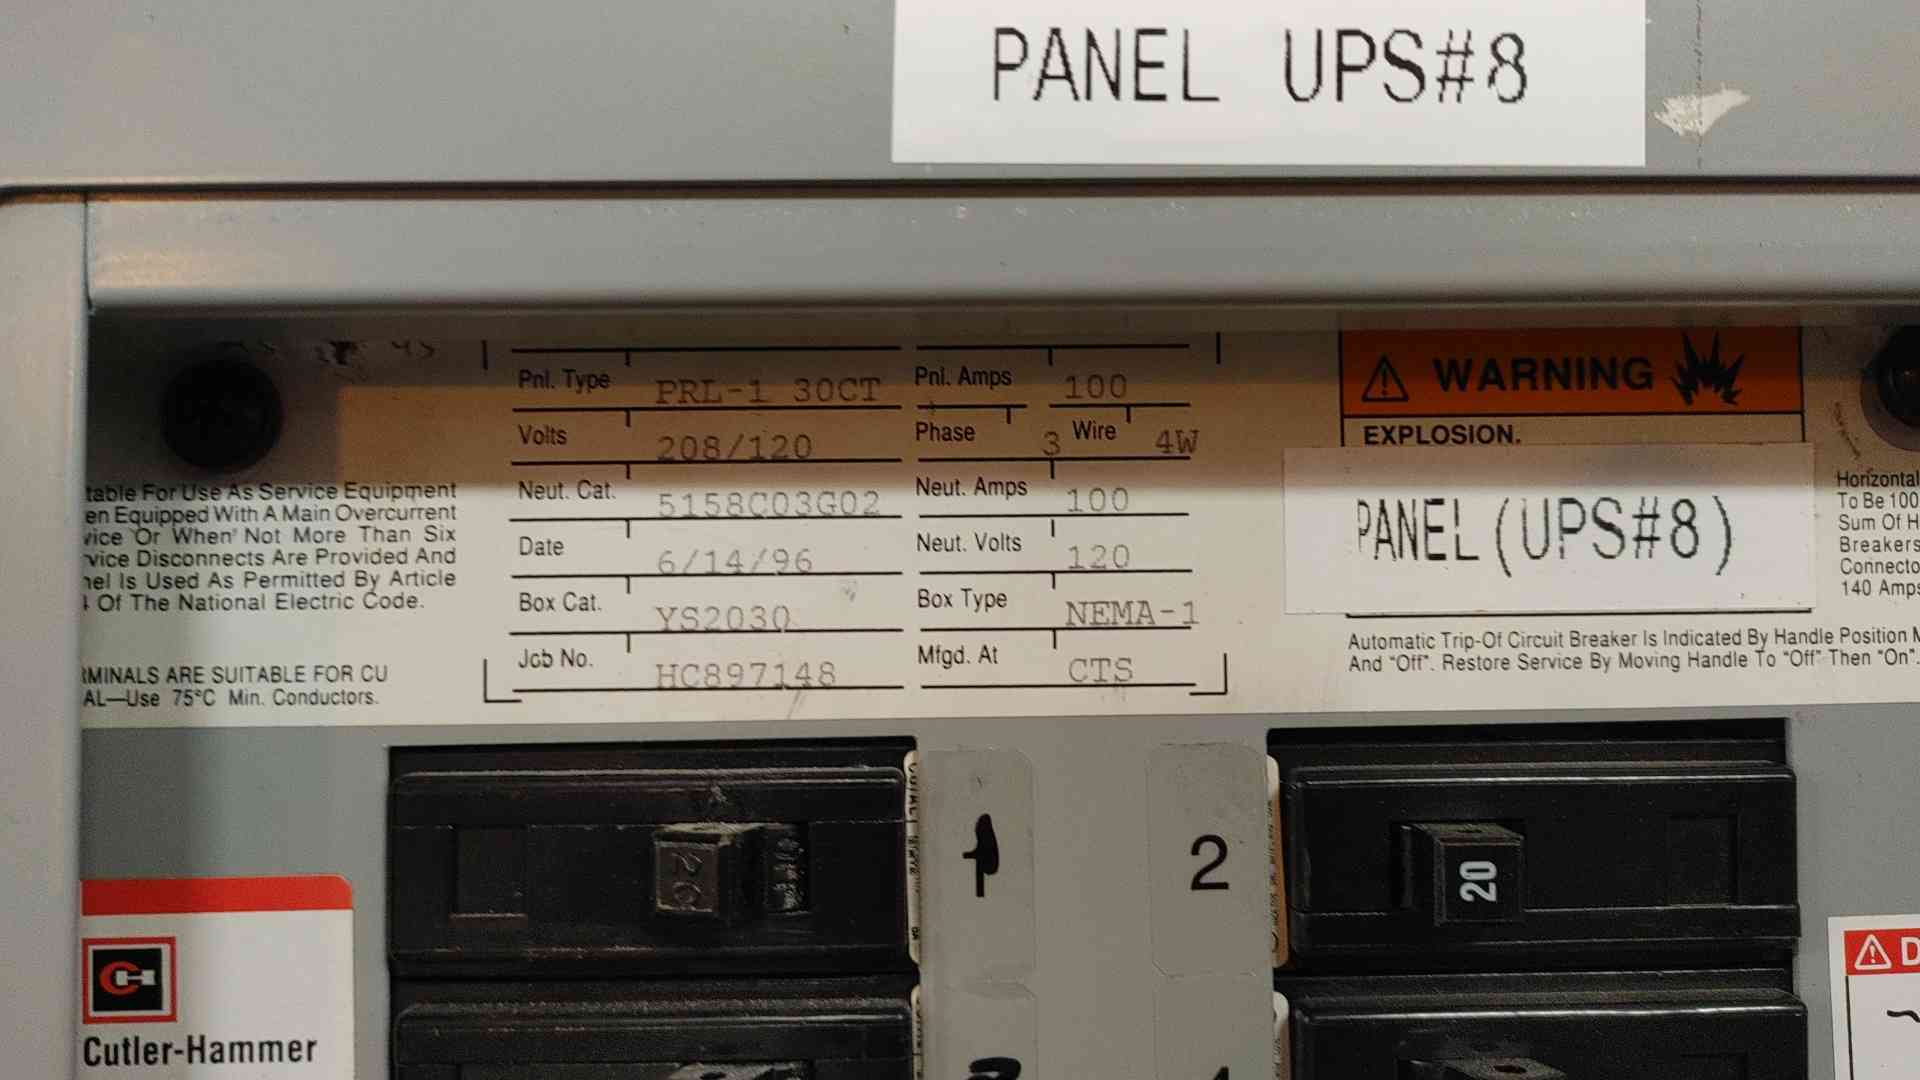 PANEL UPS#8
Pnl. Type PRL-1 30CT Pnl. Amps 100
Volts 208/120 Phase 3 Wire 4W
Neut. Cat. 5158C03G02 Neut. Amps 100
Date 6/14/96 Neut. Volts 120
Box Cat. YS2030 Box Type NEMA-1
Job No. HC897148 Mfgd. At CTS
table For Use As Service Equipment
en Equipped With A Main Overcurrent
vice Or When Not More Than Six
rvice Disconnects Are Provided And
nel Is Used As Permitted By Article
Of The National Electric Code.
RMINALS ARE SUITABLE FOR CU
AL—Use 75°C Min. Conductors.
WARNING
EXPLOSION.
PANEL(UPS#8)
Automatic Trip-Of Circuit Breaker Is Indicated By Handle Position M
And "Off". Restore Service By Moving Handle To "Off" Then "On".
Horizontal
To Be 100
Sum Of H
Breakers
Connecto
140 Amps
20
1
2
20
Cutler-Hammer
D